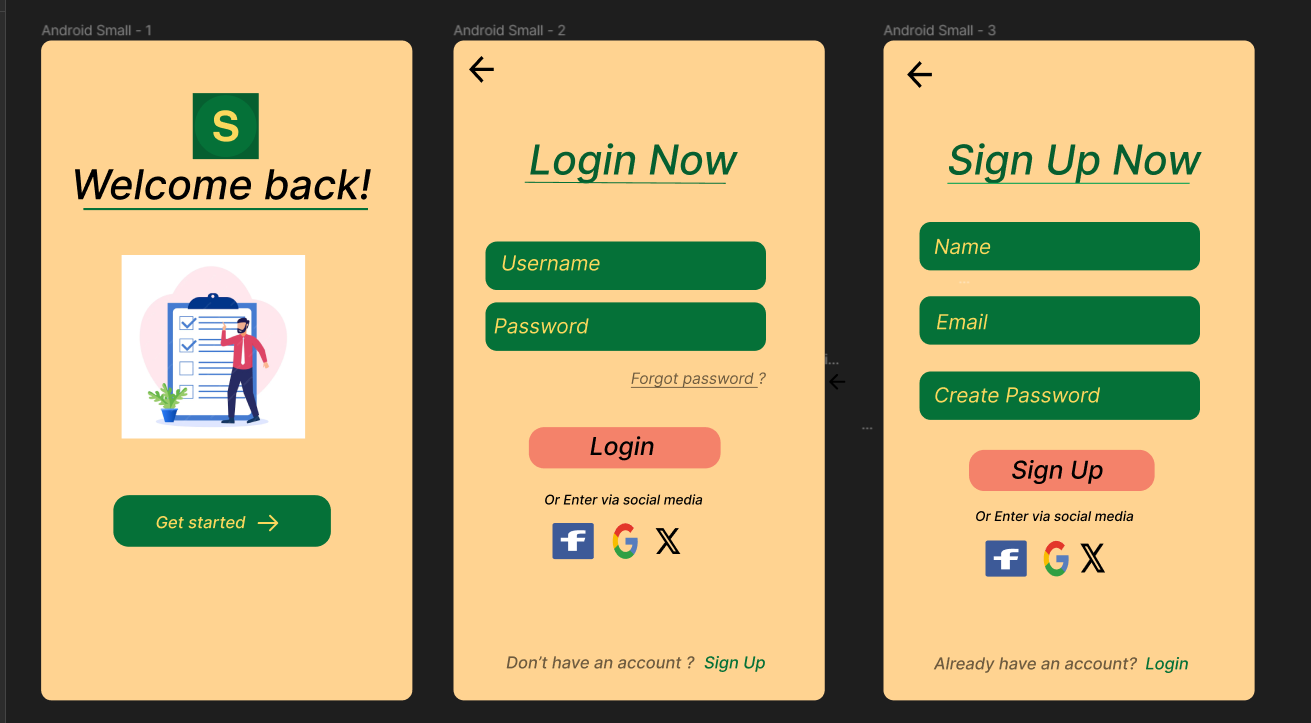 Android Small - 1
S
Welcome back!
Get started
Android Small - 2
Login Now
Username
Password
Forgot password ?
Login
Or Enter via social media
f
G
X
Don't have an account ? Sign Up
i...
...
Android Small - 3
Sign Up Now
Name
...
Email
Create Password
Sign Up
Or Enter via social media
f
G
X
Already have an account? Login